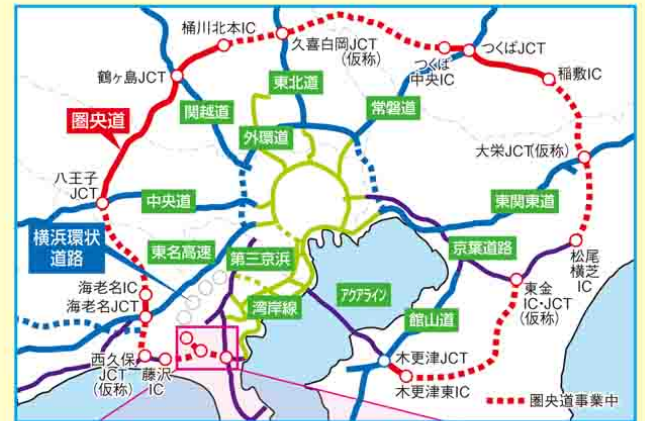 桶川北本IC
久喜白岡JCT
(仮称)
つくばJCT
つくば
中央IC
稲敷IC
鶴ヶ島JCT
東北道
関越道
常磐道
圏央道
外環道
大栄JCT(仮称)
八王子
JCT
中央道
東関東道
横浜環状
道路
東名高速
第三京浜
京葉道路
松尾
横芝
IC
海老名IC
海老名JCT
湾岸線
アクアライン
館山道
東金
IC・JCT
(仮称)
西久保
JCT
(仮称)
藤沢
IC
木更津JCT
木更津東IC
圏央道事業中